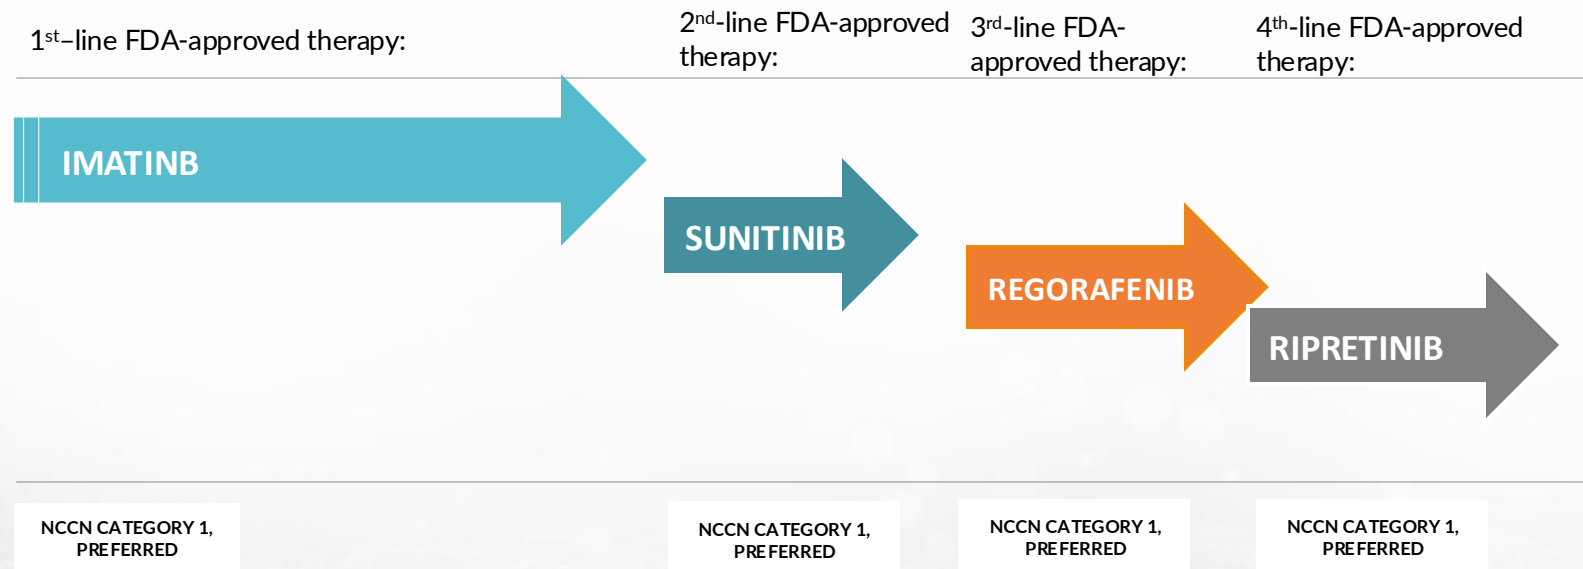 1st–line FDA-approved therapy:
2nd-line FDA-approved
therapy:
3rd-line FDA-
approved therapy:
4th-line FDA-approved
therapy:
IMATINB
SUNITINIB
REGORAFENIB
RIPRETINIB
NCCN CATEGORY 1,
PREFERRED
NCCN CATEGORY 1,
PREFERRED
NCCN CATEGORY 1,
PREFERRED
NCCN CATEGORY 1,
PREFERRED